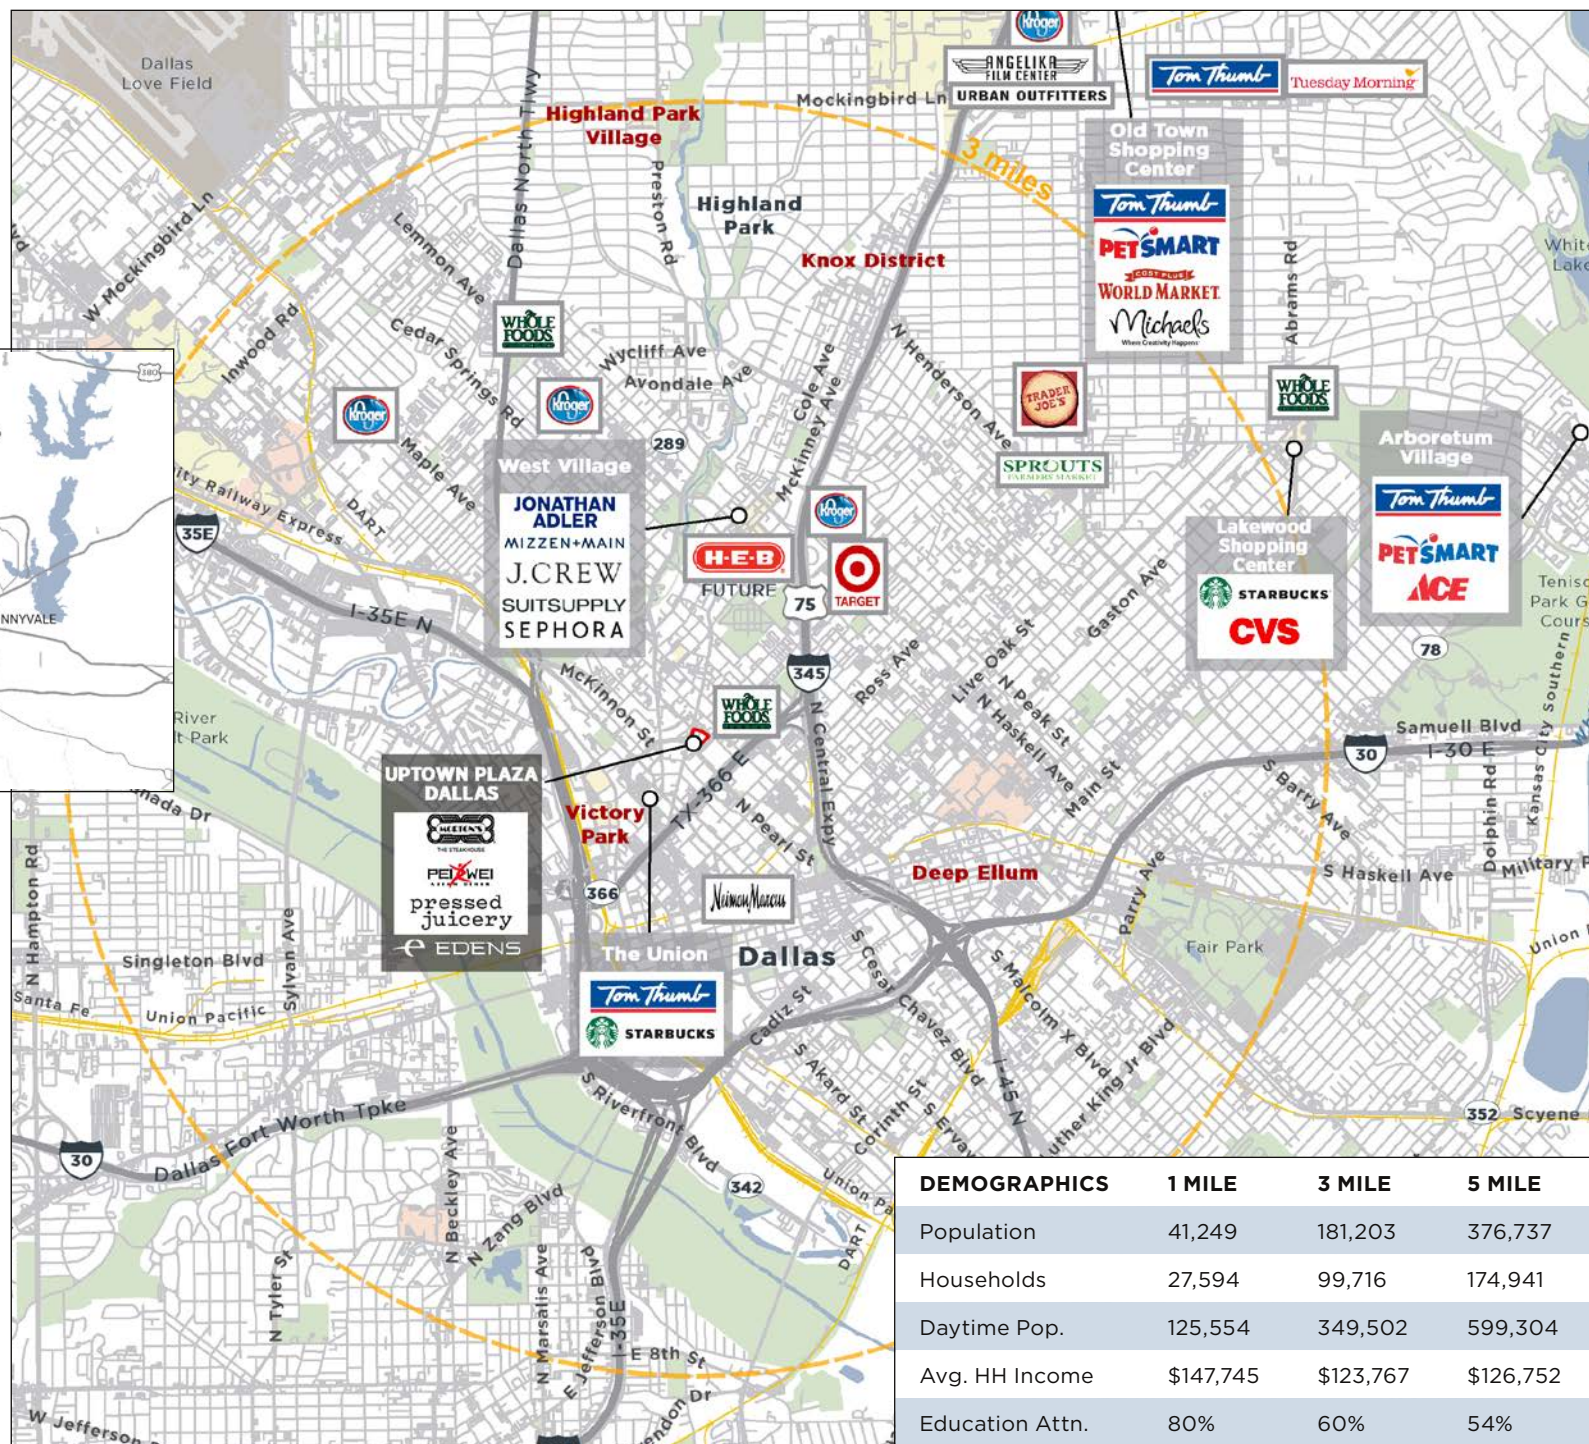 Dallas
Love Field
Dallas North Tlwy
Highland Park
Village
Mockingbird Ln
Kroger
ANGELIKA
FILM CENTER
URBAN OUTFITTERS
Tom Thumb
Tuesday Morning
3 miles
Old Town
Shopping
Center
Tom Thumb
PETSMART
COST PLUS
WORLD MARKET.
Michaels
Where Creativity Happens
Preston Rd
Highland
Park
Knox District
W Mockingbird Ln
Lemmon Ave
Inwood Rd
Cedar Springs Rd
WHOLE
FOODS
Wycliff Ave
Avondale Ave
Cole Ave
McKinney Ave
N Henderson Ave
Abrams Rd
TRADER
JOE'S
WHOLE
FOODS
Kroger
Kroger
289
Maple Ave
SPROUTS
FARMERS MARKET
Arboretum
Village
Tom Thumb
PETSMART
ACE
380
NNYVALE
35E
DART
West Village
JONATHAN
ADLER
MIZZEN+MAIN
J.CREW
SUITSUPPLY
SEPHORA
H-E-B
FUTURE
Kroger
TARGET
75
Lakewood
Shopping
Center
STARBUCKS
CVS
Gaston Ave
78
I-35E N
345
Ross Ave
Live Oak St
N Peak St
N Haskell Ave
Main St
McKinnon St
WHOLE
FOODS
N Central Expy
TX-366 E
Samuell Blvd
I-30 E
30
Kansas City Southern
UPTOWN PLAZA
DALLAS
MORTON'S
THE STEAKHOUSE
PEI WEI
ASIAN DINER
pressed
juicery
EDENS
Victory
Park
N Pearl St
366
Neiman Marcus
Deep Ellum
S Barry Ave
Dolphin Rd
S Haskell Ave
Parry Ave
Fair Park
N Hampton Rd
Singleton Blvd
Sylvan Ave
Santa Fe
Union Pacific
The Union
Tom Thumb
STARBUCKS
Dallas
Cadiz St
S Cesar Chavez Blvd
S Malcolm X Blvd
S Akard St
Corinth St
I-45 N
Luther King Jr Blvd
352 Scyene
30
Dallas Fort Worth Tpke
S Riverfront Blvd
342
N Beckley Ave
N Zang Blvd
N Tyler St
N Marsalis Ave
E Jefferson Blvd
I-35E
E 8th St
DART
DEMOGRAPHICS 1 MILE 3 MILE 5 MILE
Population 41,249 181,203 376,737
Households 27,594 99,716 174,941
Daytime Pop. 125,554 349,502 599,304
Avg. HH Income $147,745 $123,767 $126,752
Education Attn. 80% 60% 54%